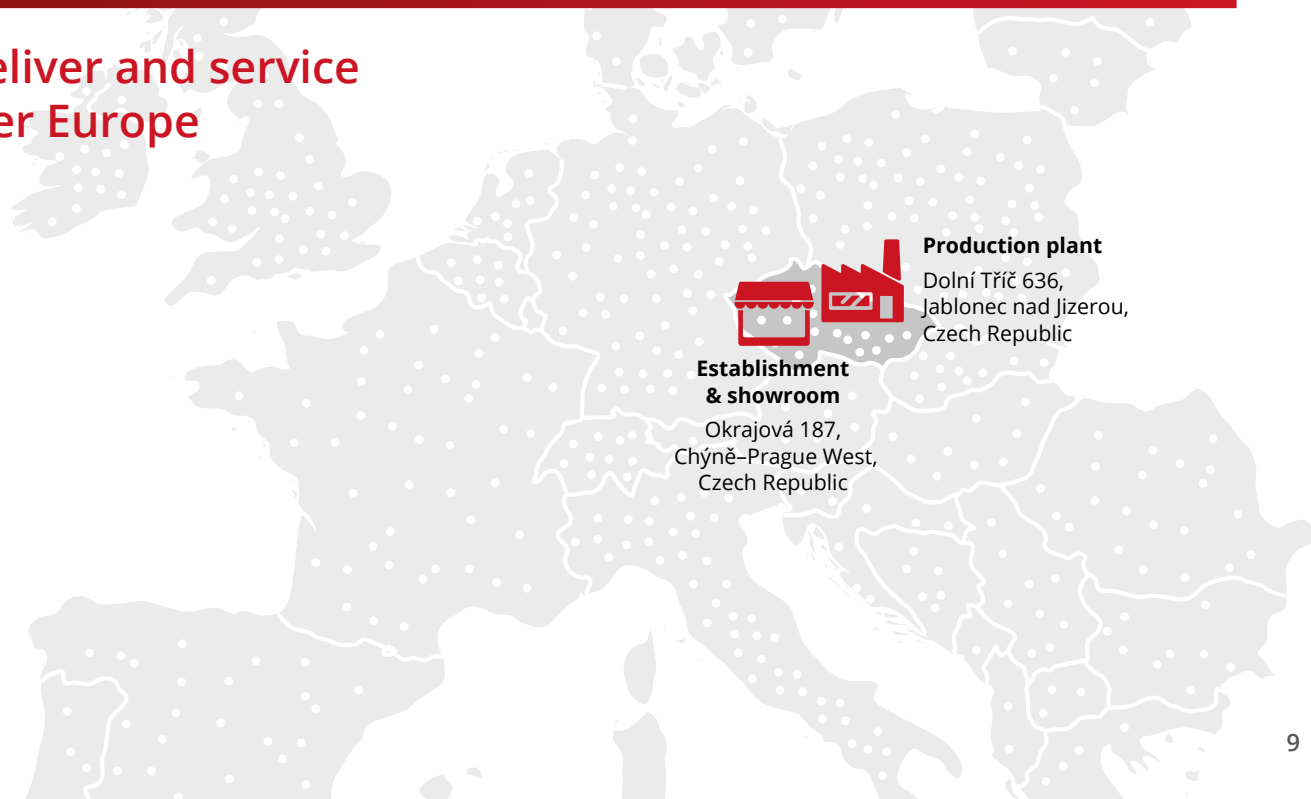 eliver and service
er Europe
Production plant
Dolní Tříč 636,
Jablonec nad Jizerou,
Czech Republic
Establishment
& showroom
Okrajová 187,
Chýně–Prague West,
Czech Republic
9